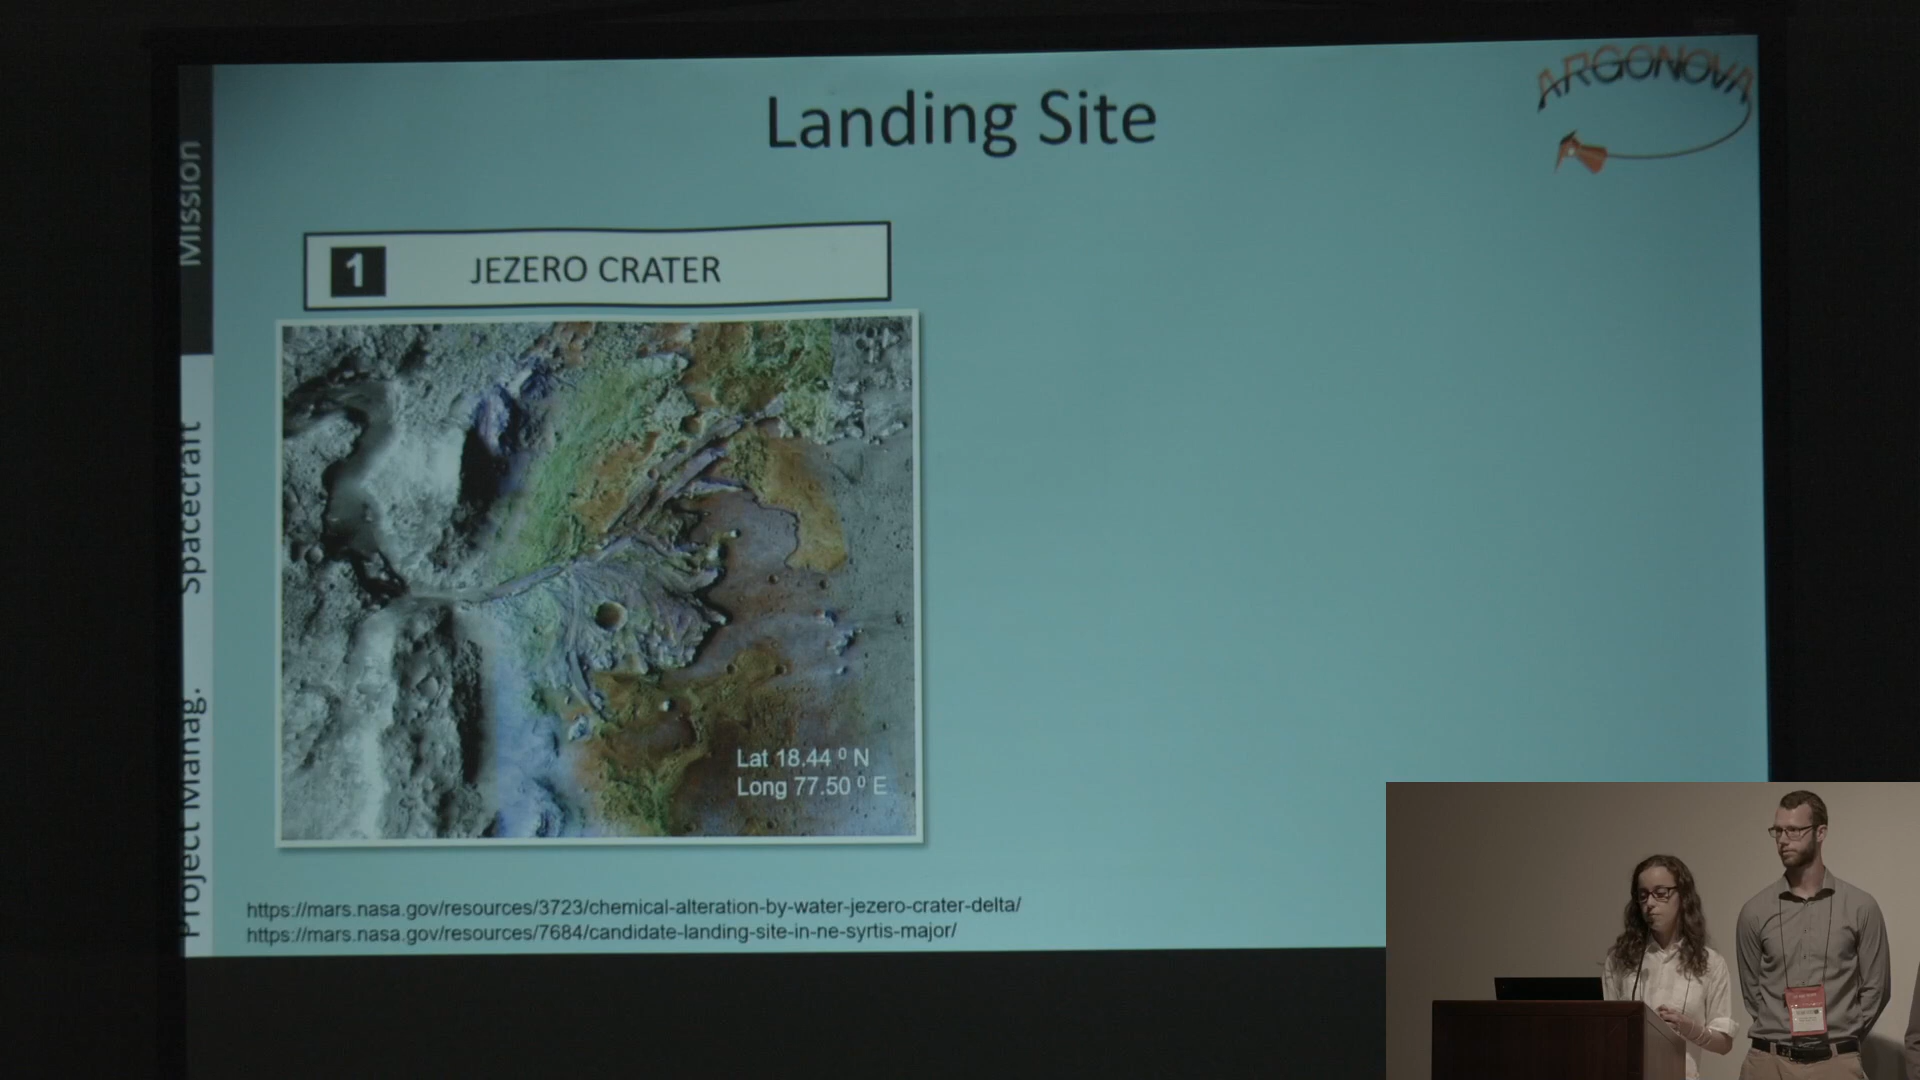 Landing Site
ARGONOVA
Mission
Spacecraft
Project Manag.
1 JEZERO CRATER
Lat 18.44 ⁰ N
Long 77.50 ⁰ E
https://mars.nasa.gov/resources/3723/chemical-alteration-by-water-jezero-crater-delta/
https://mars.nasa.gov/resources/7684/candidate-landing-site-in-ne-syrtis-major/